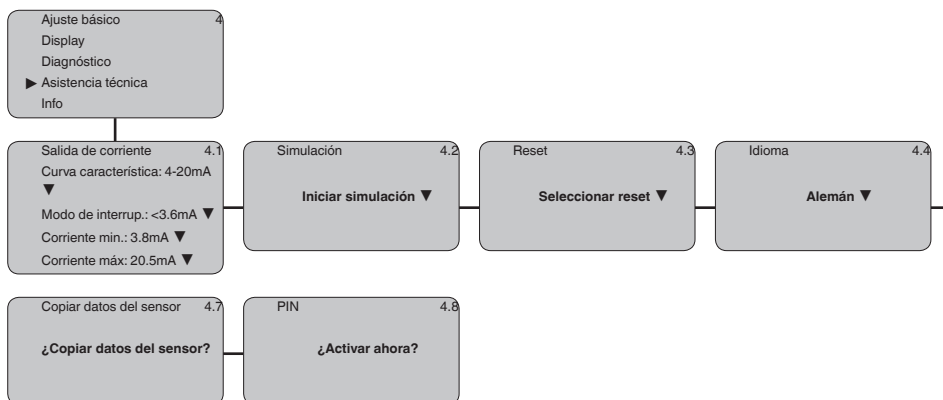 Ajuste básico 4
Display
Diagnóstico
▶ Asistencia técnica
Info
Salida de corriente 4.1
Curva característica: 4-20mA
▼
Modo de interrup.: <3.6mA ▼
Corriente min.: 3.8mA ▼
Corriente máx: 20.5mA ▼
Simulación 4.2
Iniciar simulación ▼
Reset 4.3
Seleccionar reset ▼
Idioma 4.4
Alemán ▼
Copiar datos del sensor 4.7
¿Copiar datos del sensor?
PIN 4.8
¿Activar ahora?